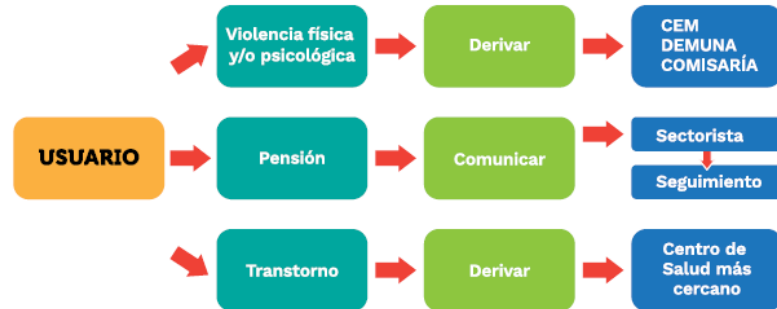 Violencia física
y/o psicológica
Derivar
CEM
DEMUNA
COMISARÍA
USUARIO
Pensión
Comunicar
Sectorista
Seguimiento
Transtorno
Derivar
Centro de
Salud más
cercano